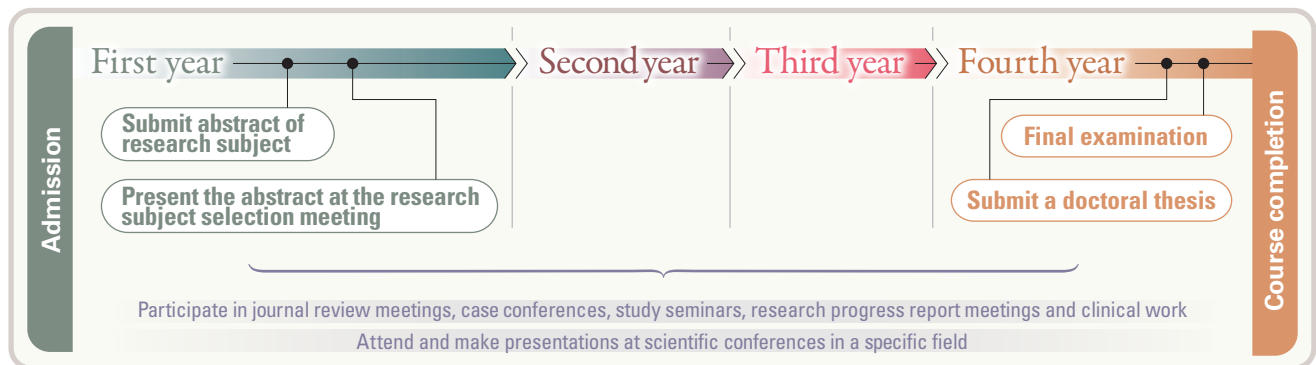 Admission
First year
Second year
Third year
Fourth year
Submit abstract of
research subject
Present the abstract at the research
subject selection meeting
Final examination
Submit a doctoral thesis
Course completion
Participate in journal review meetings, case conferences, study seminars, research progress report meetings and clinical work
Attend and make presentations at scientific conferences in a specific field